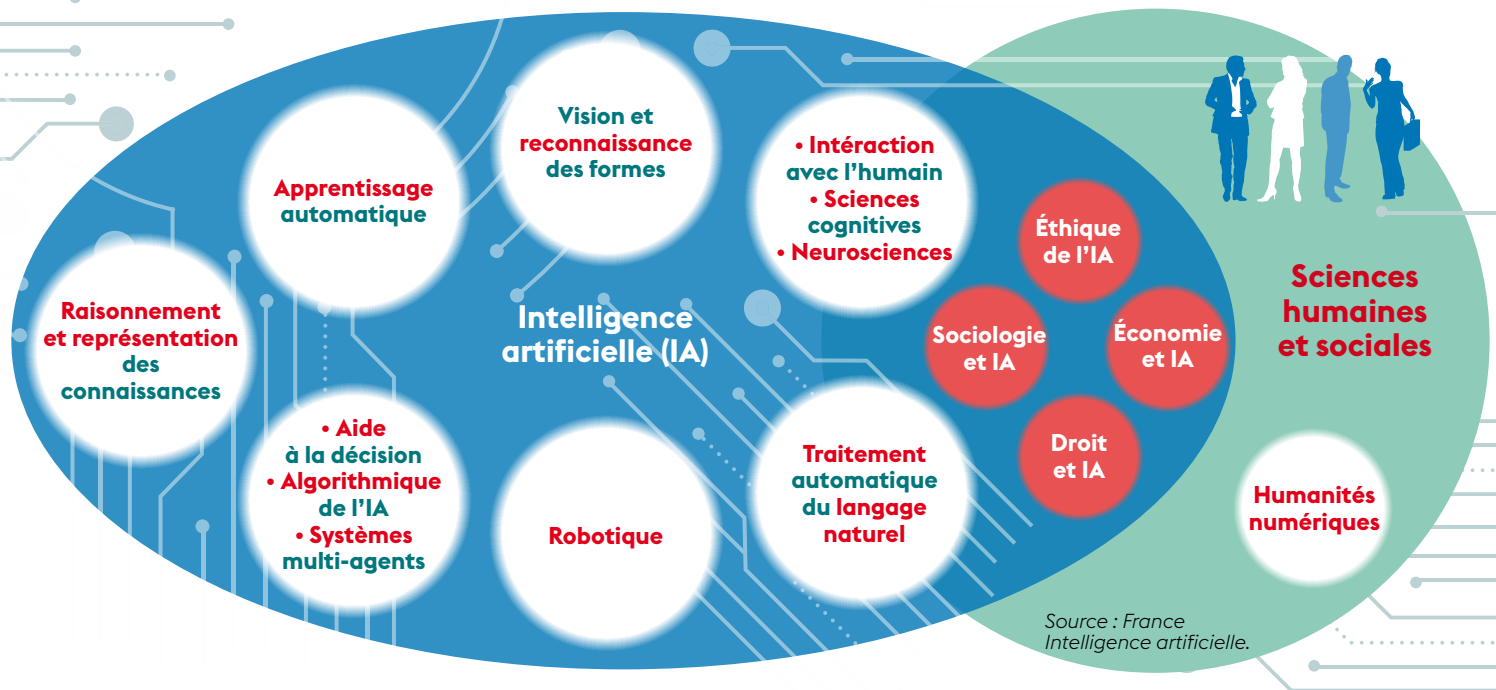 Vision et
reconnaissance
des formes
• Intéraction
avec l'humain
• Sciences
cognitives
• Neurosciences
Apprentissage
automatique
Éthique
de l'IA
Raisonnement
et représentation
des
connaissances
Intelligence
artificielle (IA)
Sociologie
et IA
Économie
et IA
Sciences
humaines
et sociales
• Aide
à la décision
• Algorithmique
de l'IA
• Systèmes
multi-agents
Robotique
Traitement
automatique
du langage
naturel
Droit
et IA
Humanités
numériques
Source : France
Intelligence artificielle.